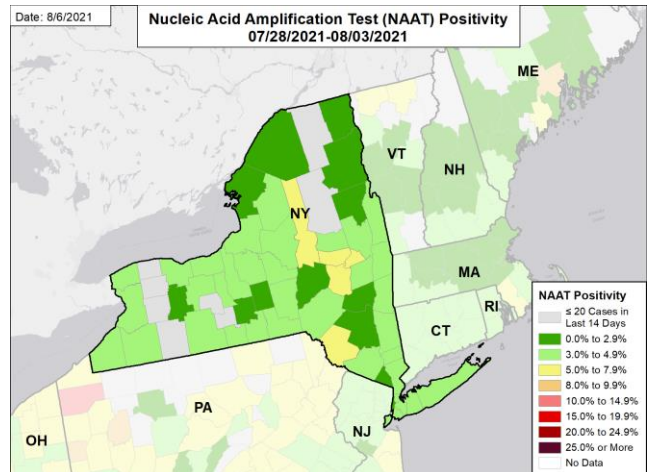 Date: 8/6/2021
Nucleic Acid Amplification Test (NAAT) Positivity
07/28/2021-08/03/2021
ME
VT
NH
NY
MA
CT
RI
PA
NJ
OH
NAAT Positivity
≤ 20 Cases in
Last 14 Days
0.0% to 2.9%
3.0% to 4.9%
5.0% to 7.9%
8.0% to 9.9%
10.0% to 14.9%
15.0% to 19.9%
20.0% to 24.9%
25.0% or More
No Data